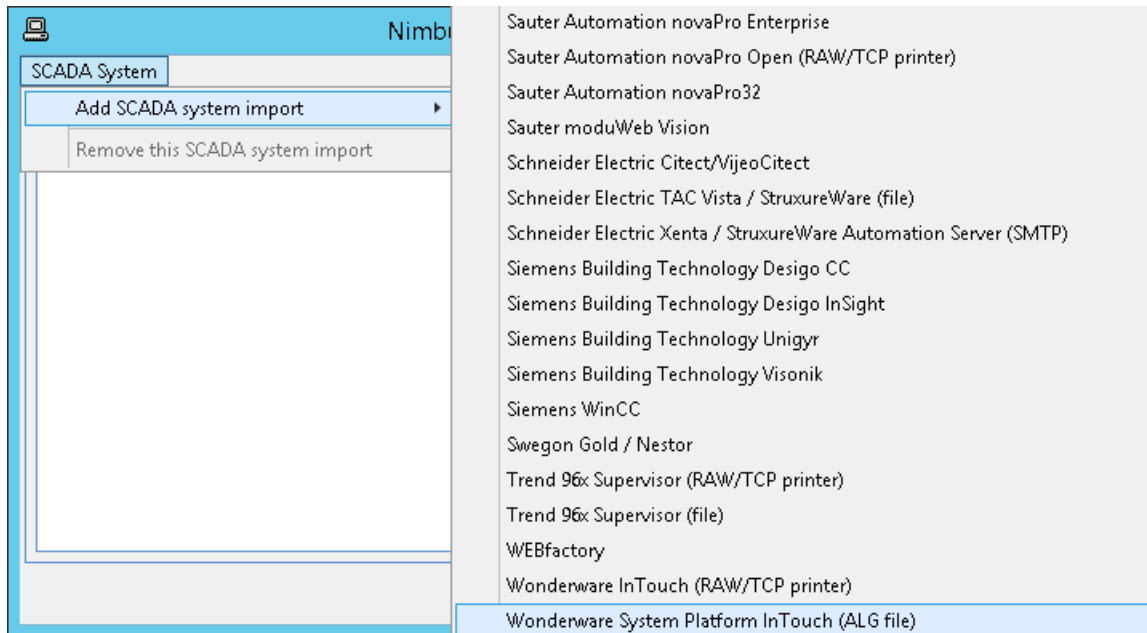 Nimbu
SCADA System
Add SCADA system import
Remove this SCADA system import
Sauter Automation novaPro Enterprise
Sauter Automation novaPro Open (RAW/TCP printer)
Sauter Automation novaPro32
Sauter moduWeb Vision
Schneider Electric Citect/VijeoCitect
Schneider Electric TAC Vista / StruxureWare (file)
Schneider Electric Xenta / StruxureWare Automation Server (SMTP)
Siemens Building Technology Desigo CC
Siemens Building Technology Desigo InSight
Siemens Building Technology Unigyr
Siemens Building Technology Visonik
Siemens WinCC
Swegon Gold / Nestor
Trend 96x Supervisor (RAW/TCP printer)
Trend 96x Supervisor (file)
WEBfactory
Wonderware InTouch (RAW/TCP printer)
Wonderware System Platform InTouch (ALG file)